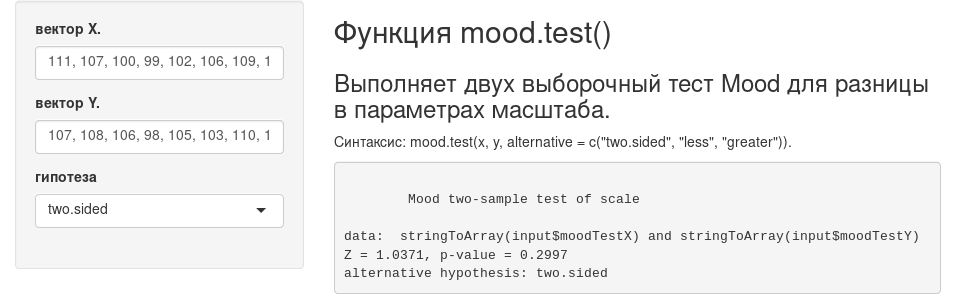 вектор X.
111, 107, 100, 99, 102, 106, 109, 1
вектор Y.
107, 108, 106, 98, 105, 103, 110, 1
гипотеза
two.sided
Функция mood.test()
Выполняет двух выборочный тест Mood для разницы
в параметрах масштаба.
Синтаксис: mood.test(x, y, alternative = c("two.sided", "less", "greater")).
Mood two-sample test of scale
data:  stringToArray(input$moodTestX) and stringToArray(input$moodTestY)
Z = 1.0371, p-value = 0.2997
alternative hypothesis: two.sided